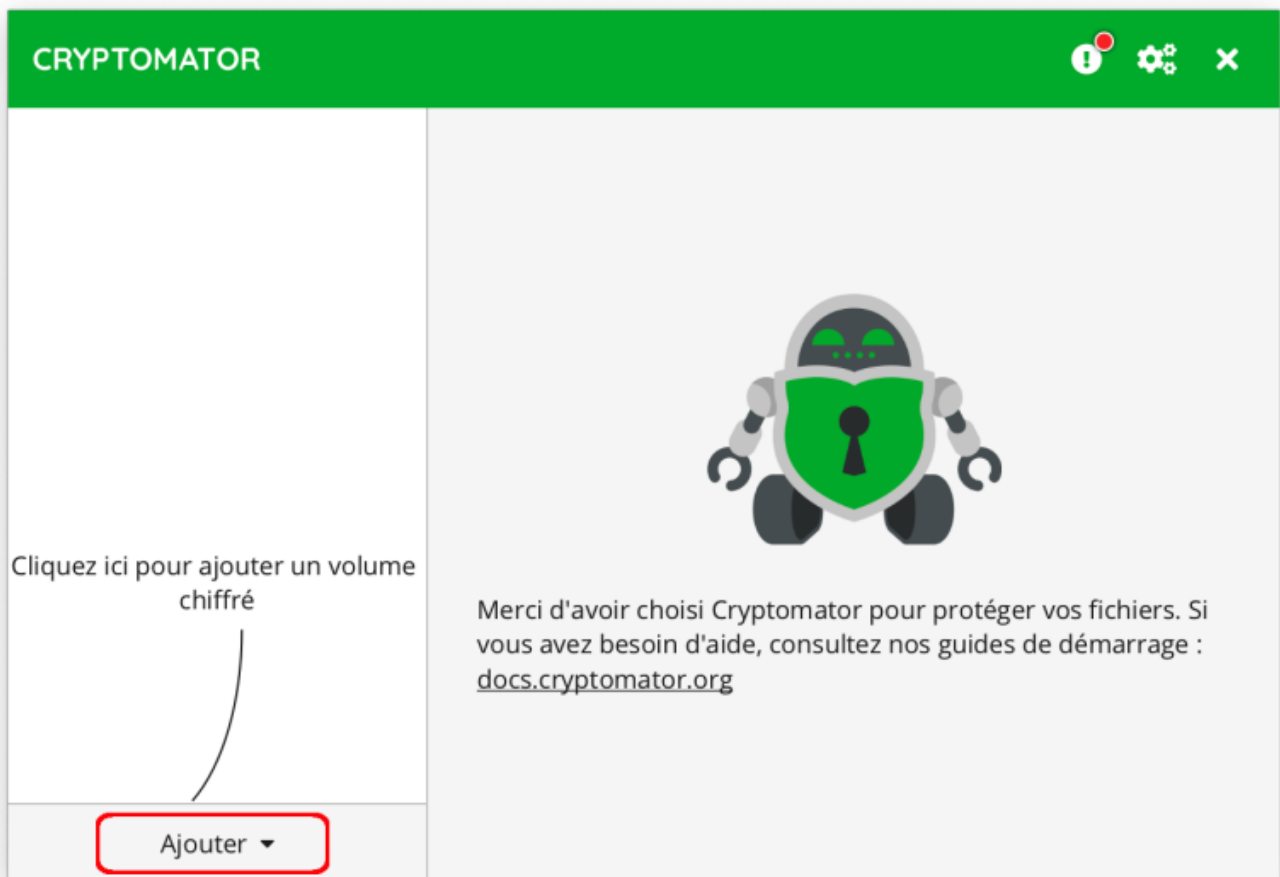 CRYPTOMATOR
Cliquez ici pour ajouter un volume
chiffré
Merci d'avoir choisi Cryptomator pour protéger vos fichiers. Si
vous avez besoin d'aide, consultez nos guides de démarrage :
docs.cryptomator.org
Ajouter